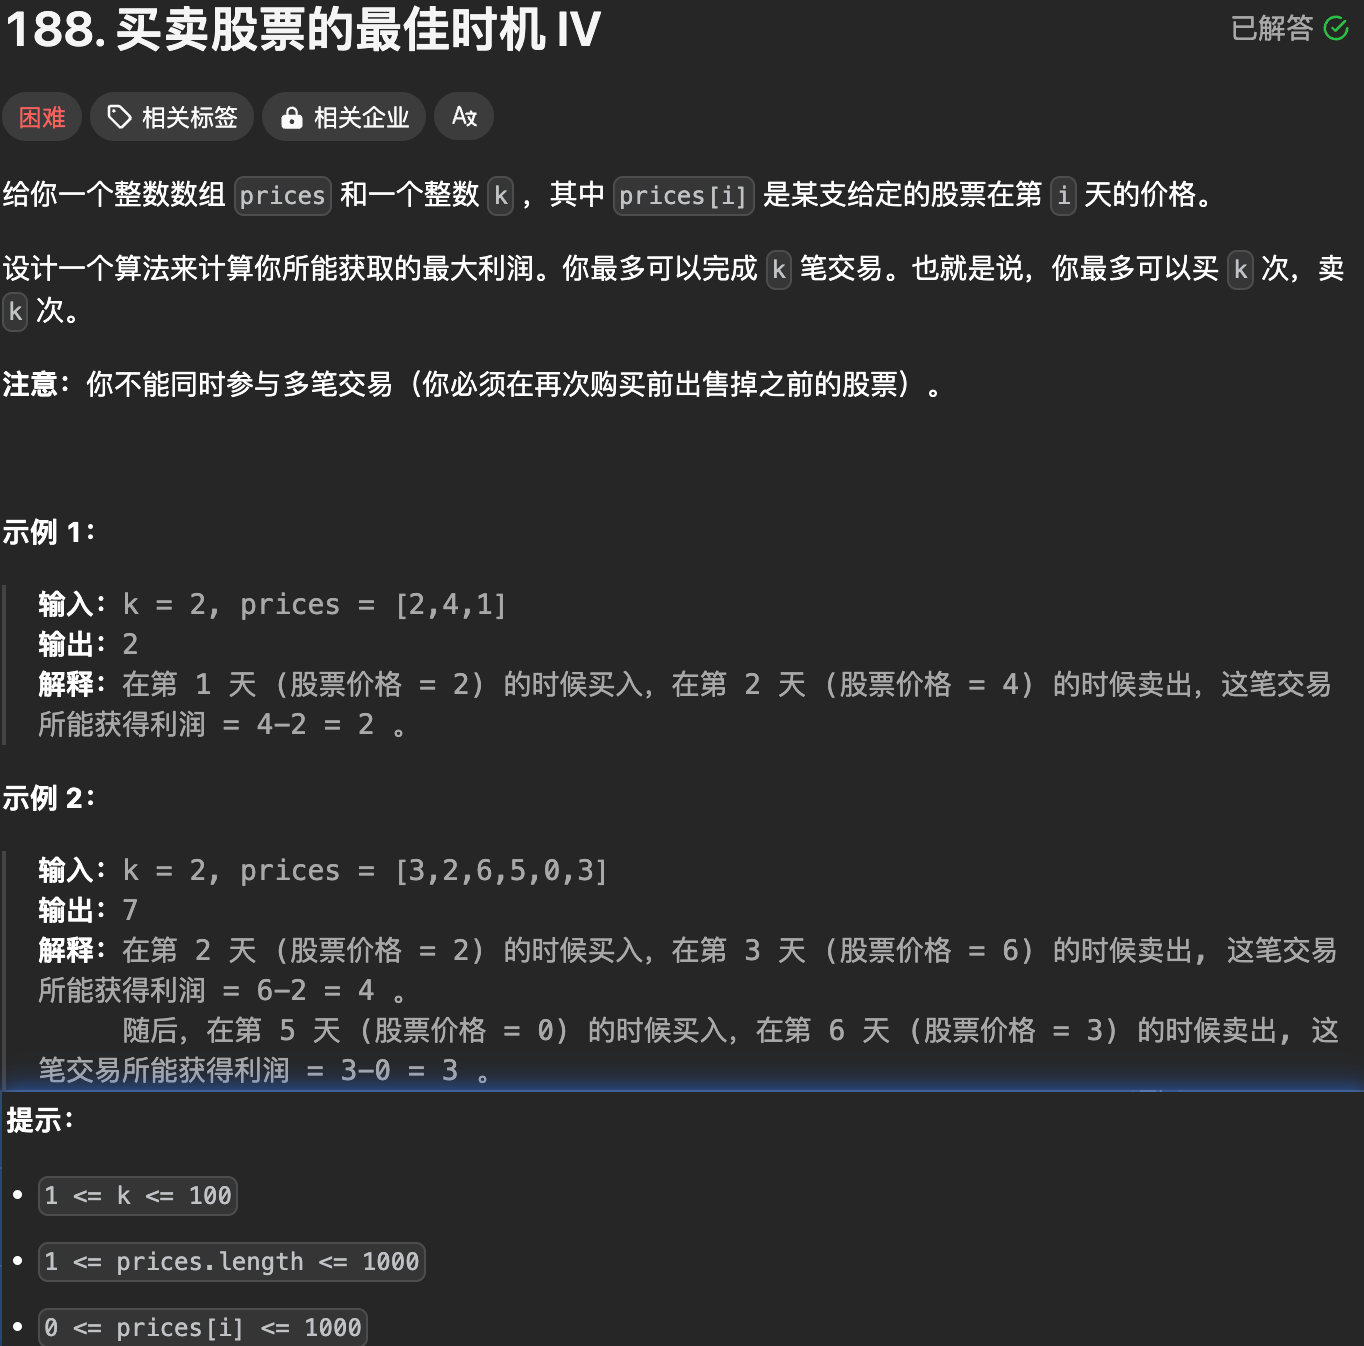 188. 买卖股票的最佳时机 IV
已解答
困难 相关标签 相关企业 A文
给你一个整数数组 prices 和一个整数 k ，其中 prices[i] 是某支给定的股票在第 i 天的价格。
设计一个算法来计算你所能获取的最大利润。你最多可以完成 k 笔交易。也就是说，你最多可以买 k 次，卖
k 次。
注意：你不能同时参与多笔交易（你必须在再次购买前出售掉之前的股票）。
示例 1：
输入：k = 2, prices = [2,4,1]
输出：2
解释：在第 1 天 (股票价格 = 2) 的时候买入，在第 2 天 (股票价格 = 4) 的时候卖出，这笔交易
所能获得利润 = 4-2 = 2 。
示例 2：
输入：k = 2, prices = [3,2,6,5,0,3]
输出：7
解释：在第 2 天 (股票价格 = 2) 的时候买入，在第 3 天 (股票价格 = 6) 的时候卖出, 这笔交易
所能获得利润 = 6-2 = 4 。
随后，在第 5 天 (股票价格 = 0) 的时候买入，在第 6 天 (股票价格 = 3) 的时候卖出, 这
笔交易所能获得利润 = 3-0 = 3 。
提示：
• 1 <= k <= 100
• 1 <= prices.length <= 1000
• 0 <= prices[i] <= 1000